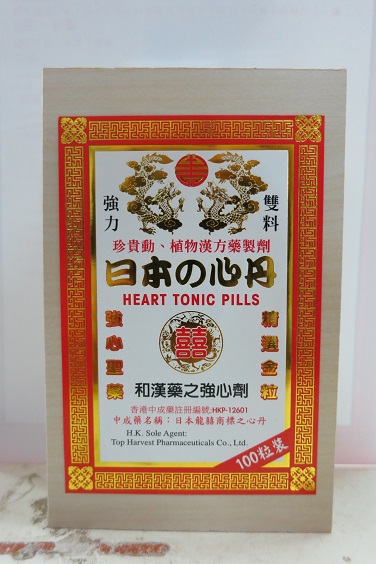 強力
雙料
珍貴動、植物漢方藥製劑
日本の心丹
HEART TONIC PILLS
強心聖藥
囍
精選金粒
和漢藥之強心劑
香港中成藥註冊編號:HKP-12601
中成藥名稱：日本龍囍商標之心丹
H.K. Sole Agent:
Top Harvest Pharmaceuticals Co., Ltd.
100粒裝